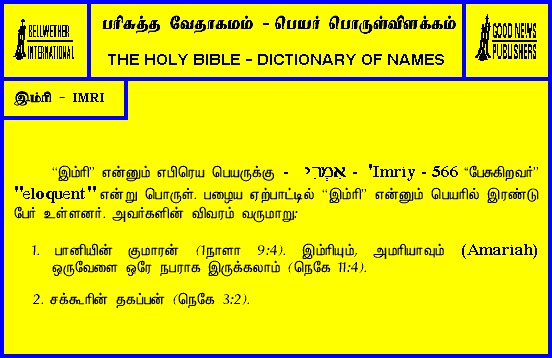 BELLWETHER
INTERNATIONAL
பரிசுத்த வேதாகமம் - பெயர் பொருள்விளக்கம்
THE HOLY BIBLE - DICTIONARY OF NAMES
GOOD NEWS
PUBLISHERS
இம்ரி - IMRI
“இம்ரி” என்னும் எபிரெய பெயருக்கு - אמרי - 'Imriy - 566 “பேசுகிறவர்”
"eloquent" என்று பொருள். பழைய ஏற்பாட்டில் “இம்ரி” என்னும் பெயரில் இரண்டு
பேர் உள்ளனர். அவர்களின் விவரம் வருமாறு:
1. பானியின் குமாரன் (1நாளா 9:4). இம்ரியும், அமரியாவும் (Amariah)
ஒருவேளை ஒரே நபராக இருக்கலாம் (நெகே 11:4).
2. சக்கூரின் தகப்பன் (நெகே 3:2).